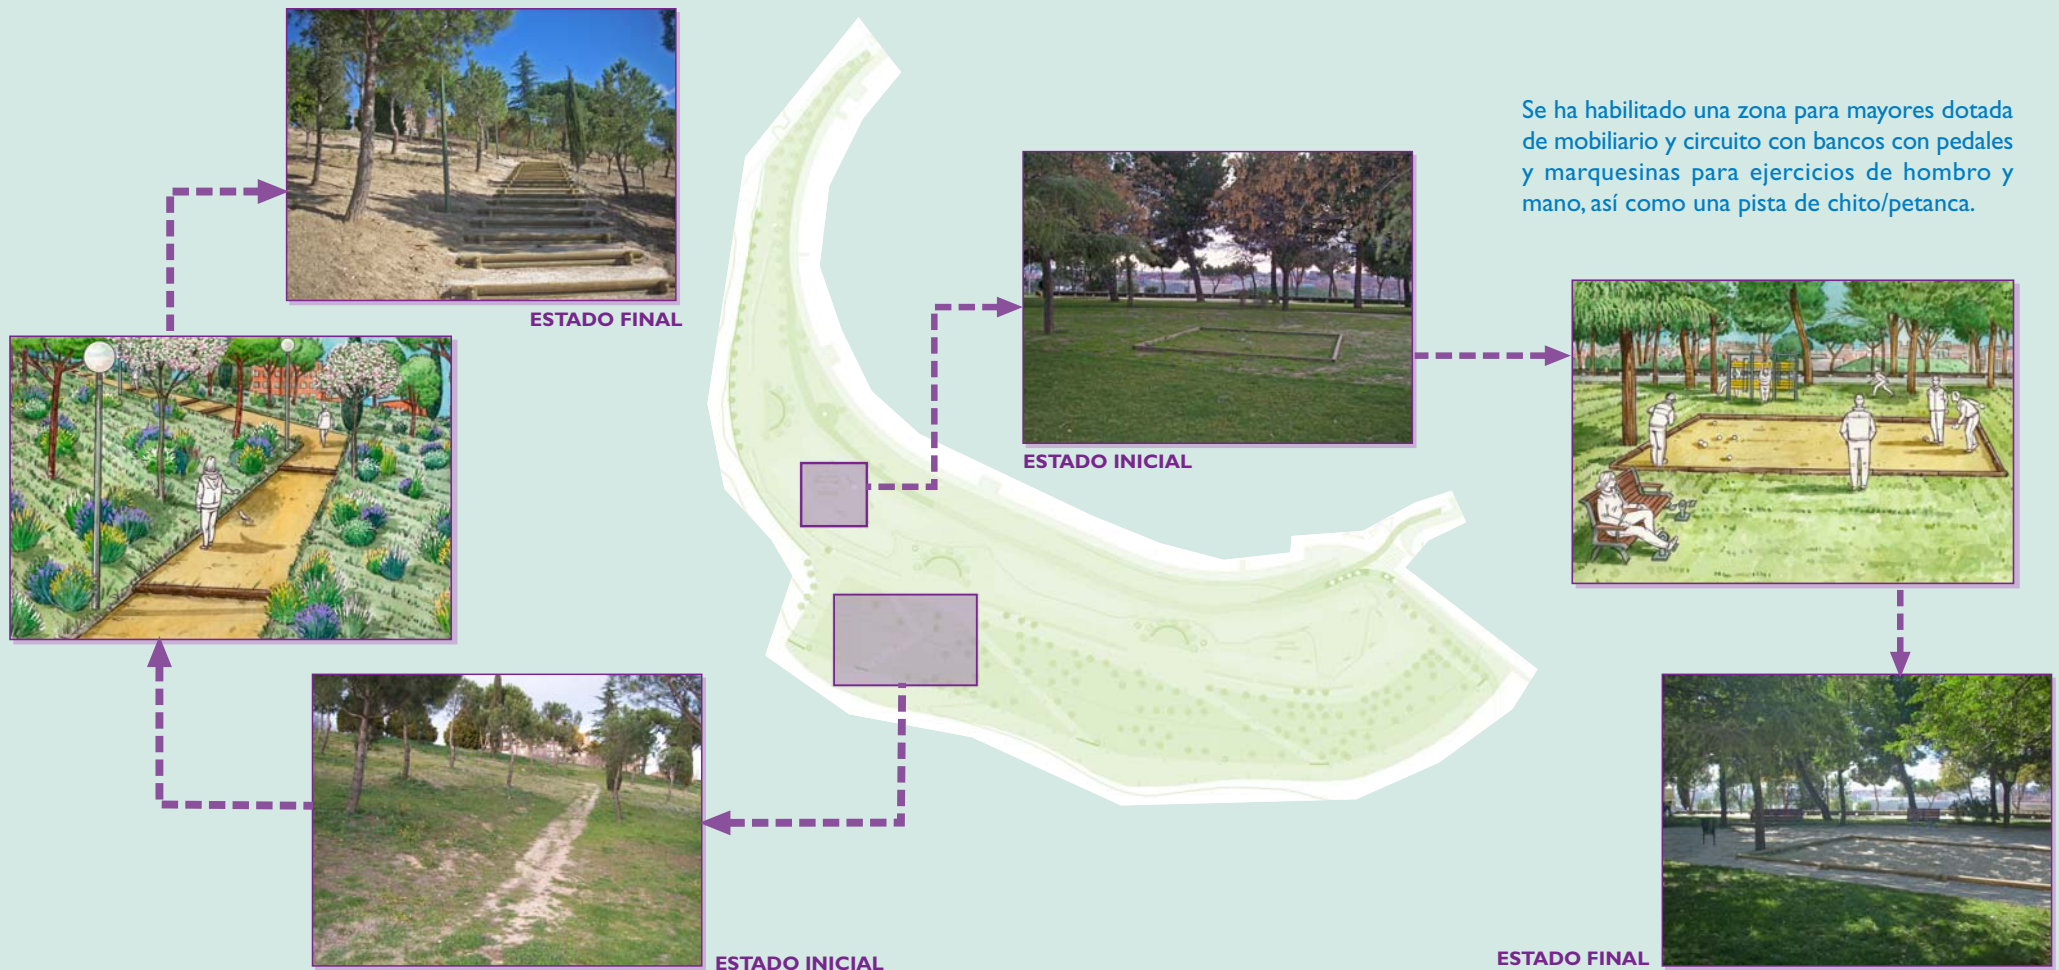 Se ha habilitado una zona para mayores dotada
de mobiliario y circuito con bancos con pedales
y marquesinas para ejercicios de hombro y
mano, así como una pista de chito/petanca.
ESTADO FINAL
ESTADO INICIAL
ESTADO INICIAL
ESTADO FINAL